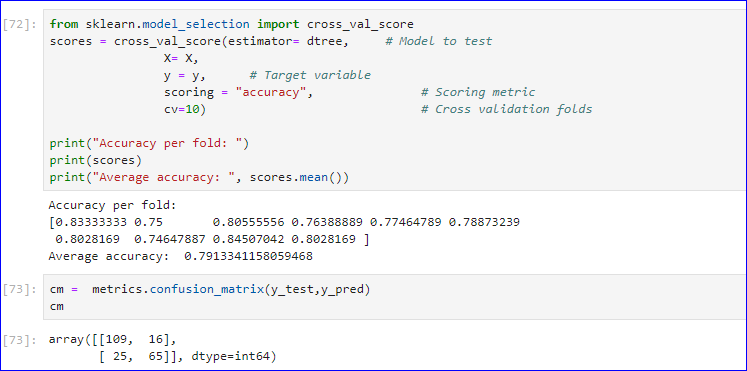 [72]: from sklearn.model_selection import cross_val_score
scores = cross_val_score(estimator= dtree,     # Model to test
                X= X,
                y = y,      # Target variable
                scoring = "accuracy",               # Scoring metric
                cv=10)                              # Cross validation folds
print("Accuracy per fold: ")
print(scores)
print("Average accuracy: ", scores.mean())
Accuracy per fold:
[0.83333333 0.75       0.80555556 0.76388889 0.77464789 0.78873239
 0.8028169  0.74647887 0.84507042 0.8028169 ]
Average accuracy:  0.7913341158059468
[73]: cm =  metrics.confusion_matrix(y_test,y_pred)
cm
[73]: array([[109,  16],
       [ 25,  65]], dtype=int64)